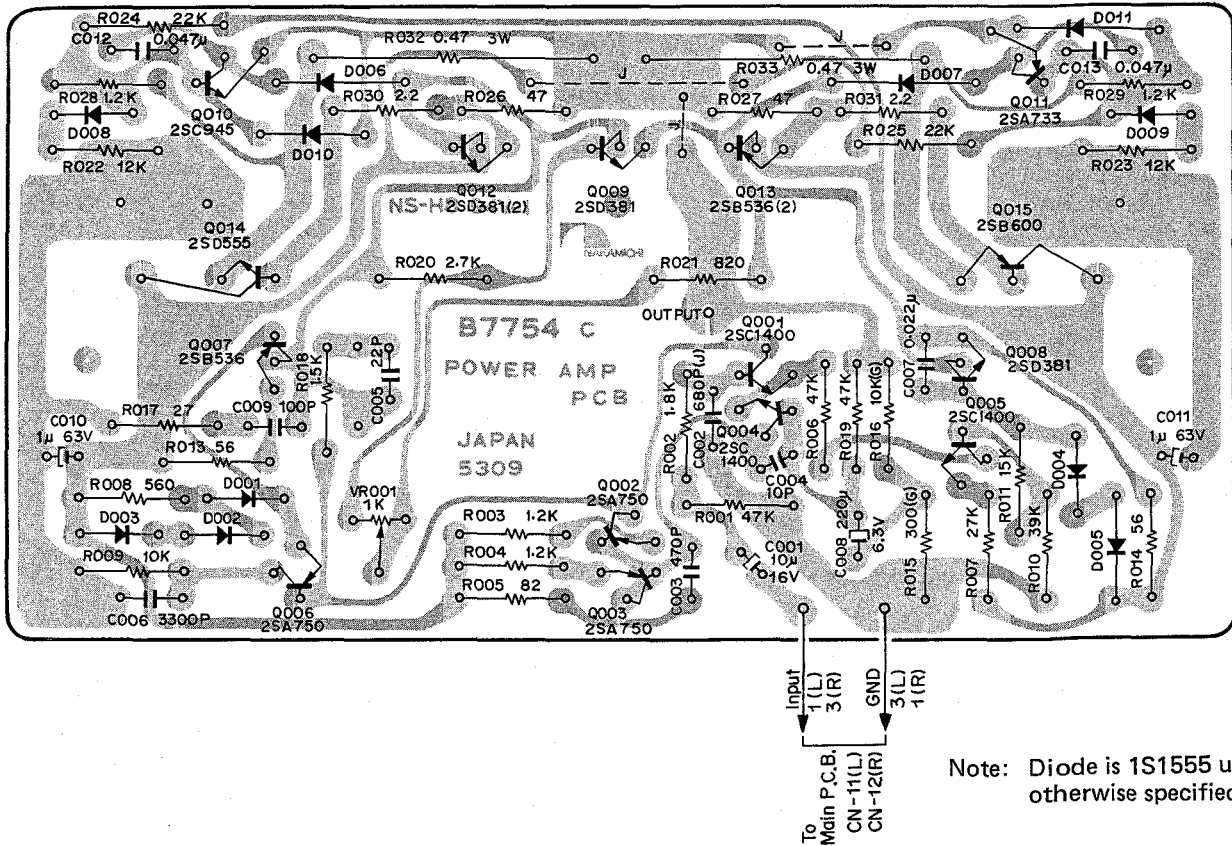 R024 22K
C012 0.047µ
R032 0.47 3W
J
R033 0.47 3W
D011
C013 0.047µ
D006
D007
R028 1.2K
Q010
2SC945
R030 2.2
R026 47
J
R027 47
R031 2.2
Q011
2SA733
R029 1.2K
D008
D010
J
R025 22K
D009
R022 12K
R023 12K
Q012
2SD381(2)
Q009
2SD381
Q013
2SB536(2)
NS-H
NAKAMICHI
Q014
2SD555
Q015
2SB600
R020 2.7K
R021 820
OUTPUT
B7754 C
POWER AMP
PCB
JAPAN
5309
Q007
2SB536
R018
1.5K
C005 22P
Q001
2SC1400
C007 0.022µ
Q008
2SD381
R017 27
C009 100P
R002 1.8K
C002 680P(J)
Q004
2SC
1400
R006 47K
R019 47K
R016 10K(G)
Q005
2SC1400
C010
1µ 63V
C011
1µ 63V
R013 56
C004
10P
R011 15K
D004
R008 560
D001
VR001
1K
Q002
2SA750
R001 47K
D003
D002
R003 1.2K
C008 220µ
6.3V
R015 300(G)
R007 27K
R010 39K
D005
R014 56
R009 10K
R004 1.2K
C003 470P
C001
10µ
16V
R005 82
C006 3300P
Q006
2SA750
Q003
2SA750
Input
1(L)
3(R)
GND
3(L)
1(R)
To
Main P.C.B.
CN-11(L)
CN-12(R)
Note: Diode is 1S1555 u
otherwise specified